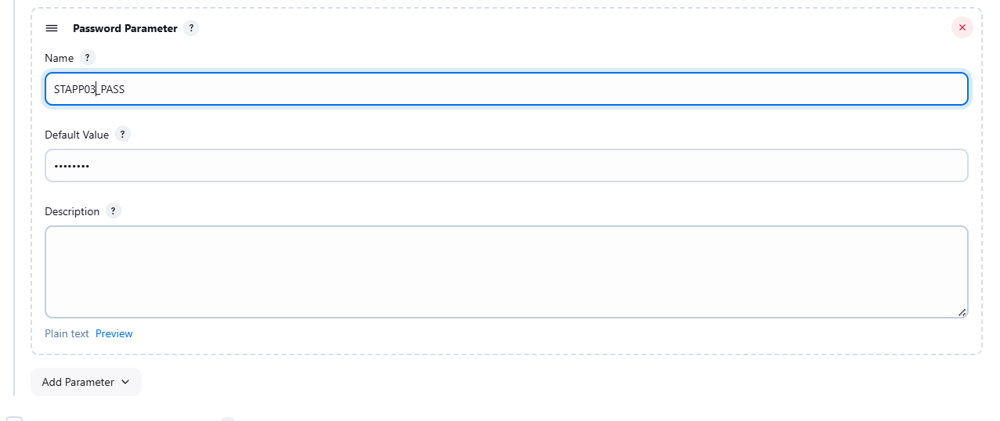 Password Parameter ?
Name ?
STAPP03_PASS
Default Value ?
••••••••
Description ?
Plain text Preview
Add Parameter